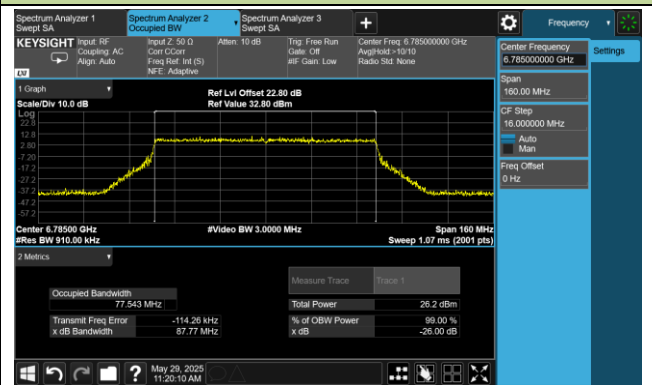 Spectrum Analyzer 1
Swept SA
Spectrum Analyzer 2
Occupied BW
Spectrum Analyzer 3
Swept SA
Frequency
KEYSIGHT
Input: RF
Coupling: AC
Align: Auto
Input Z: 50 Ω
Corr CCorr
Freq Ref: Int (S)
NFE: Adaptive
Atten: 10 dB
Trig: Free Run
Gate: Off
#IF Gain: Low
Center Freq: 6.785000000 GHz
Avg|Hold:>10/10
Radio Std: None
LXI
Center Frequency
6.785000000 GHz
Settings
Span
160.00 MHz
CF Step
16.000000 MHz
Auto
Man
Freq Offset
0 Hz
1 Graph
Scale/Div 10.0 dB
Ref Lvl Offset 22.80 dB
Ref Value 32.80 dBm
Log
22.8
12.8
2.80
-7.20
-17.2
-27.2
-37.2
-47.2
-57.2
Center 6.78500 GHz
#Res BW 910.00 kHz
#Video BW 3.0000 MHz
Span 160 MHz
Sweep 1.07 ms (2001 pts)
2 Metrics
Measure Trace
Trace 1
Occupied Bandwidth
77.543 MHz
Total Power
26.2 dBm
Transmit Freq Error
-114.26 kHz
% of OBW Power
99.00 %
x dB Bandwidth
87.77 MHz
x dB
-26.00 dB
May 29, 2025
11:20:10 AM